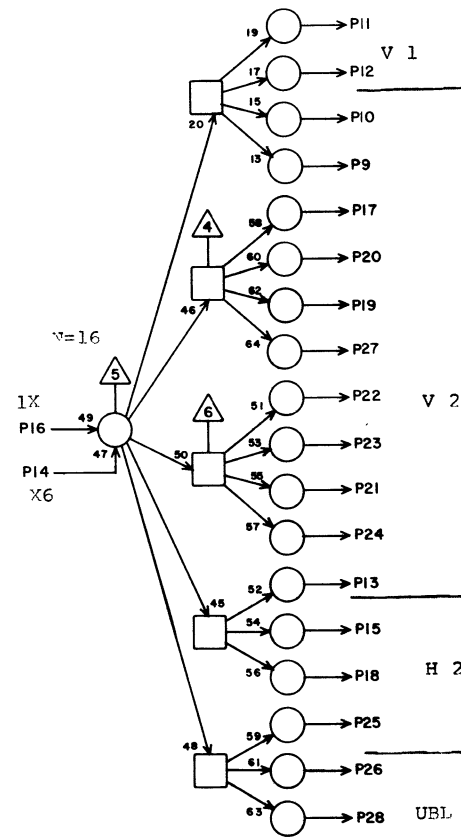 19 P11
V 1
17 P12
15 P10
20
13 P9
4
58 P17
60 P20
62 P19
46
64 P27
V=16
5
6
51 P22
V 2
1X
53 P23
P16 49
47
50
55 P21
P14
X6
57 P24
52 P13
45
54 P15
56 P18
H 2
59 P25
48
61 P26
63 P28
UBL